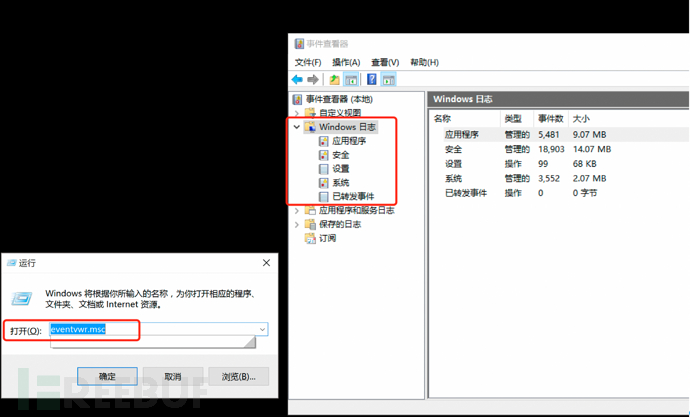 事件查看器
文件(F) 操作(A) 查看(V) 帮助(H)
事件查看器 (本地)
自定义视图
Windows 日志
应用程序
安全
设置
系统
已转发事件
应用程序和服务日志
保存的日志
订阅
Windows 日志
名称 类型 事件数 大小
应用程序 管理的 5,481 9.07 MB
安全 管理的 18,903 14.07 MB
设置 操作 99 68 KB
系统 管理的 3,552 2.07 MB
已转发事件 操作 0 0 字节
运行
Windows 将根据你所输入的名称，为你打开相应的程序、
文件夹、文档或 Internet 资源。
打开(O): eventvwr.msc
确定 取消 浏览(B)...
FREEBUF